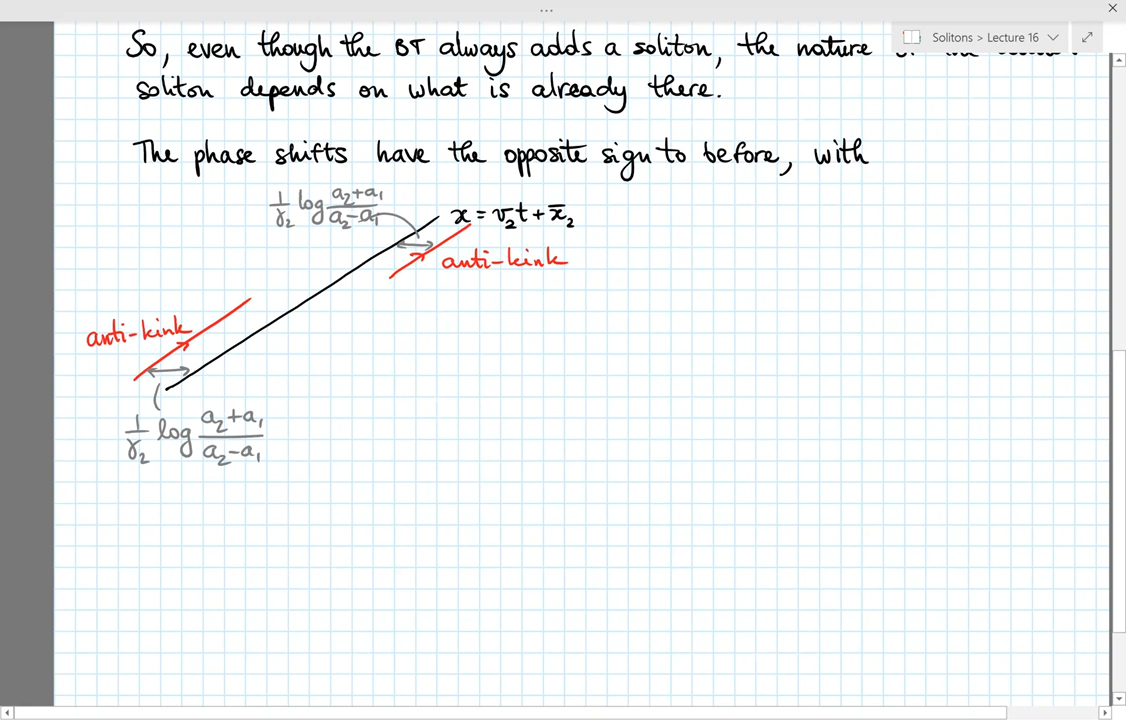 ...
Solitons > Lecture 16
So, even though the BT always adds a soliton, the nature
soliton depends on what is already there.
The phase shifts have the opposite sign to before, with
1/γ₂ log (a₂+a₁)/(a₂-a₁)
x = v₂t + x̄₂
anti-kink
anti-kink
1/γ₂ log (a₂+a₁)/(a₂-a₁)